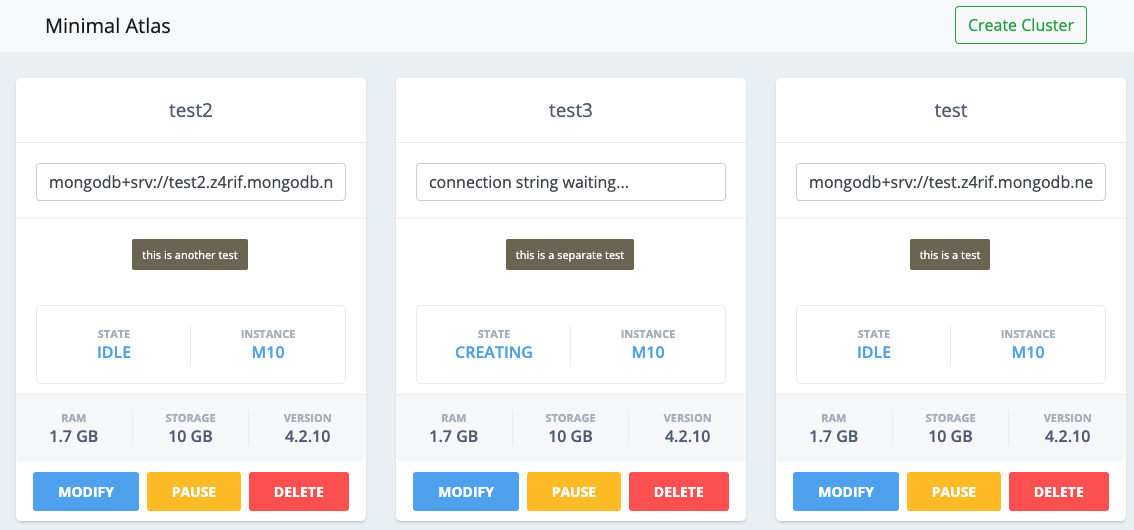 Minimal Atlas
Create Cluster
test2
mongodb+srv://test2.z4rif.mongodb.n
this is another test
STATE INSTANCE
IDLE M10
RAM STORAGE VERSION
1.7 GB 10 GB 4.2.10
MODIFY PAUSE DELETE
test3
connection string waiting...
this is a separate test
STATE INSTANCE
CREATING M10
RAM STORAGE VERSION
1.7 GB 10 GB 4.2.10
MODIFY PAUSE DELETE
test
mongodb+srv://test.z4rif.mongodb.ne
this is a test
STATE INSTANCE
IDLE M10
RAM STORAGE VERSION
1.7 GB 10 GB 4.2.10
MODIFY PAUSE DELETE